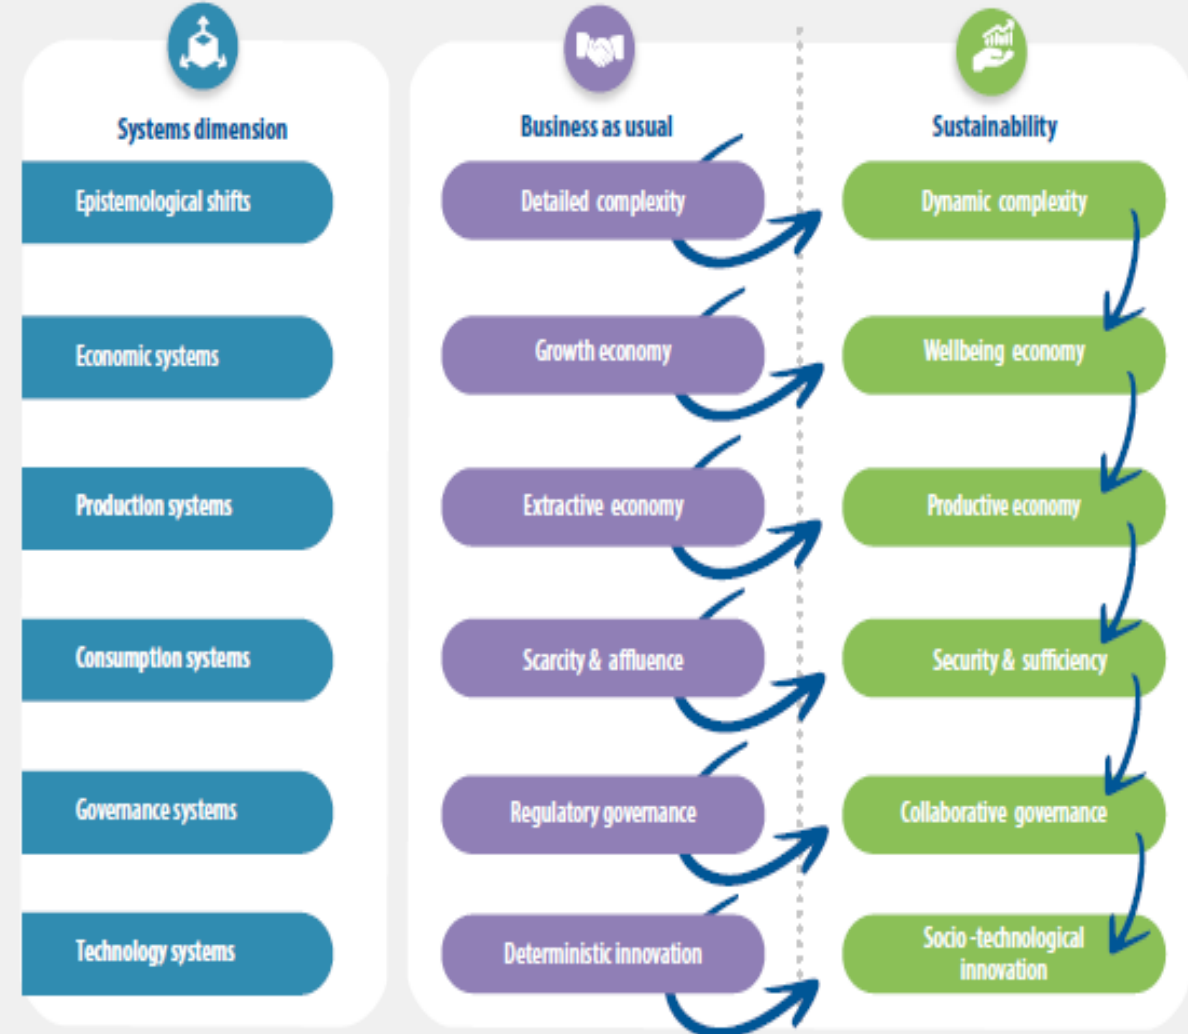 Systems dimension
Business as usual
Sustainability
Epistemological shifts
Detailed complexity
Dynamic complexity
Economic systems
Growth economy
Wellbeing economy
Production systems
Extractive economy
Productive economy
Consumption systems
Scarcity & affluence
Security & sufficiency
Governance systems
Regulatory governance
Collaborative governance
Technology systems
Deterministic innovation
Socio -technological
innovation